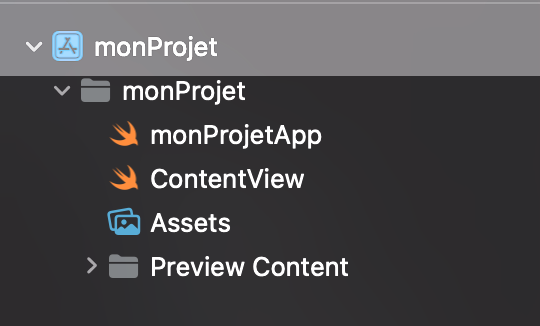 monProjet
monProjet
monProjetApp
ContentView
Assets
Preview Content